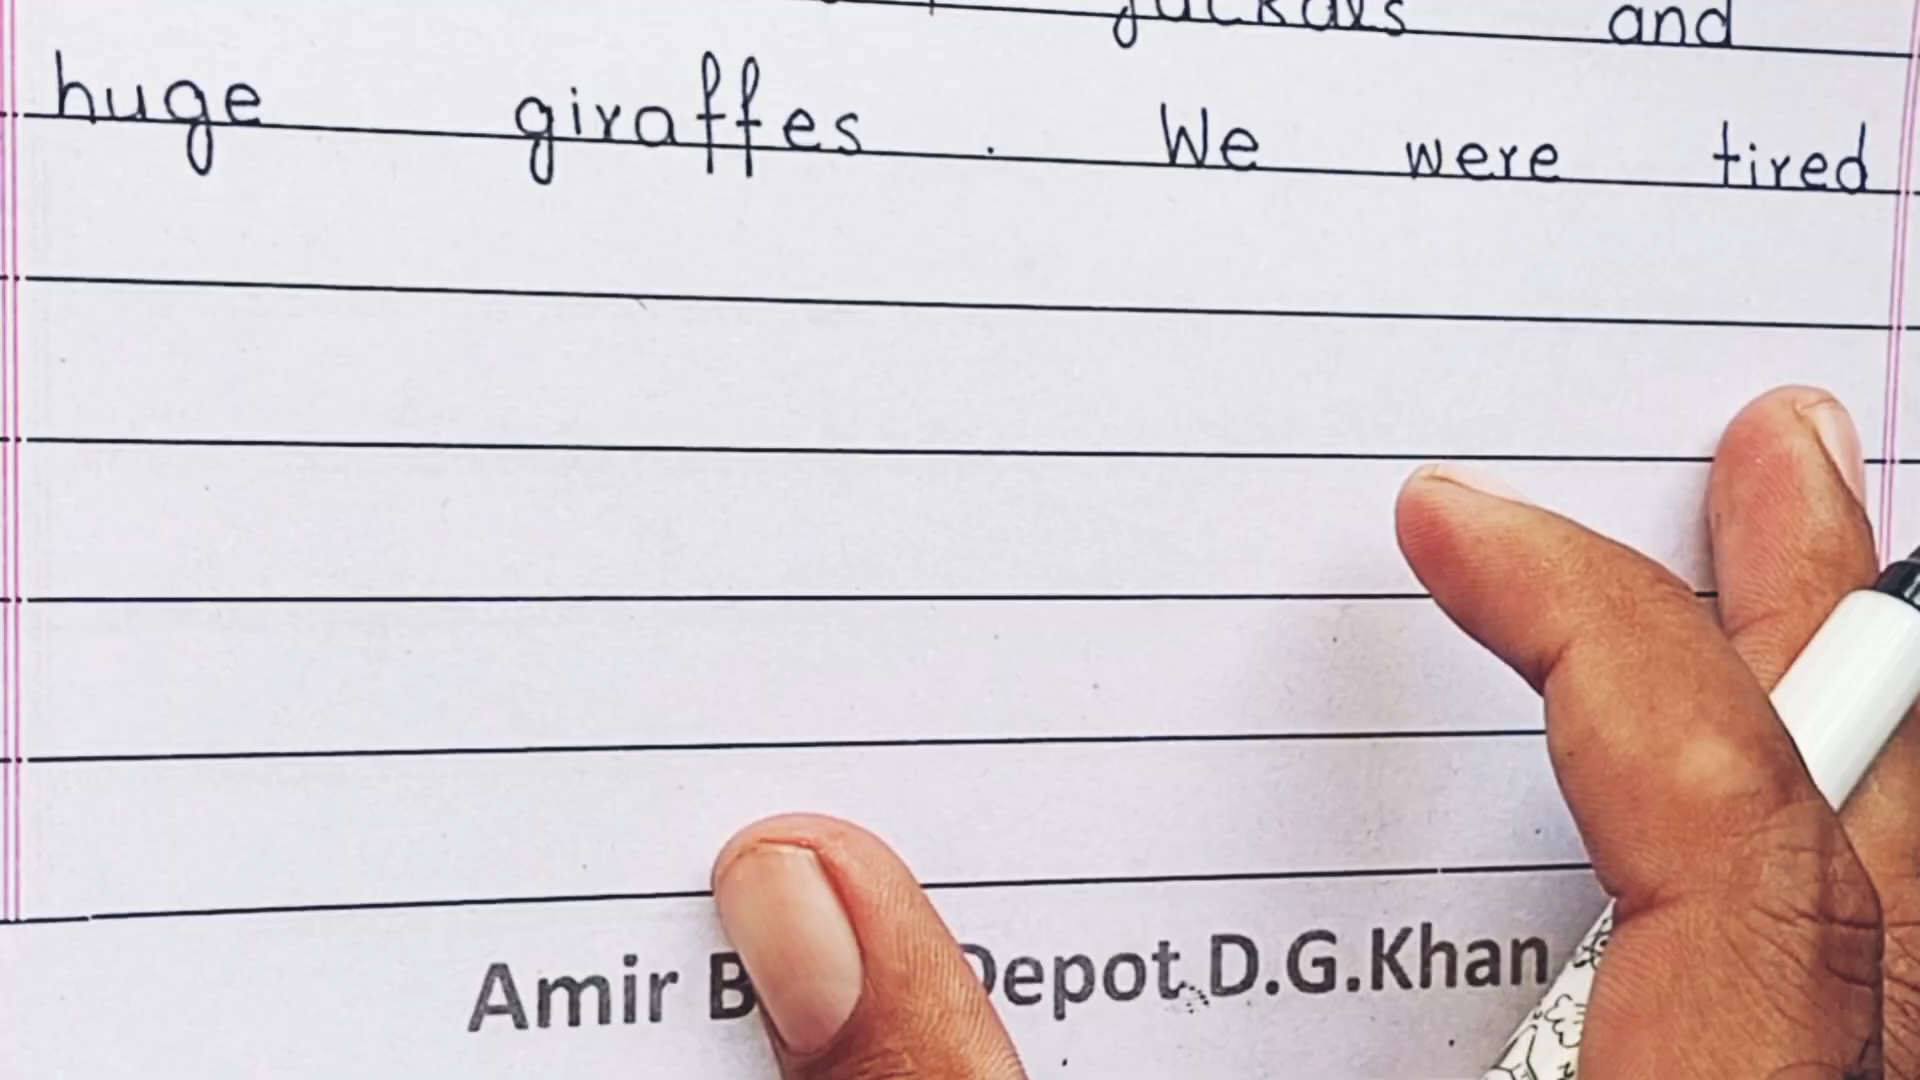 jackals and
huge giraffes . We were tired
Amir B Depot D.G.Khan